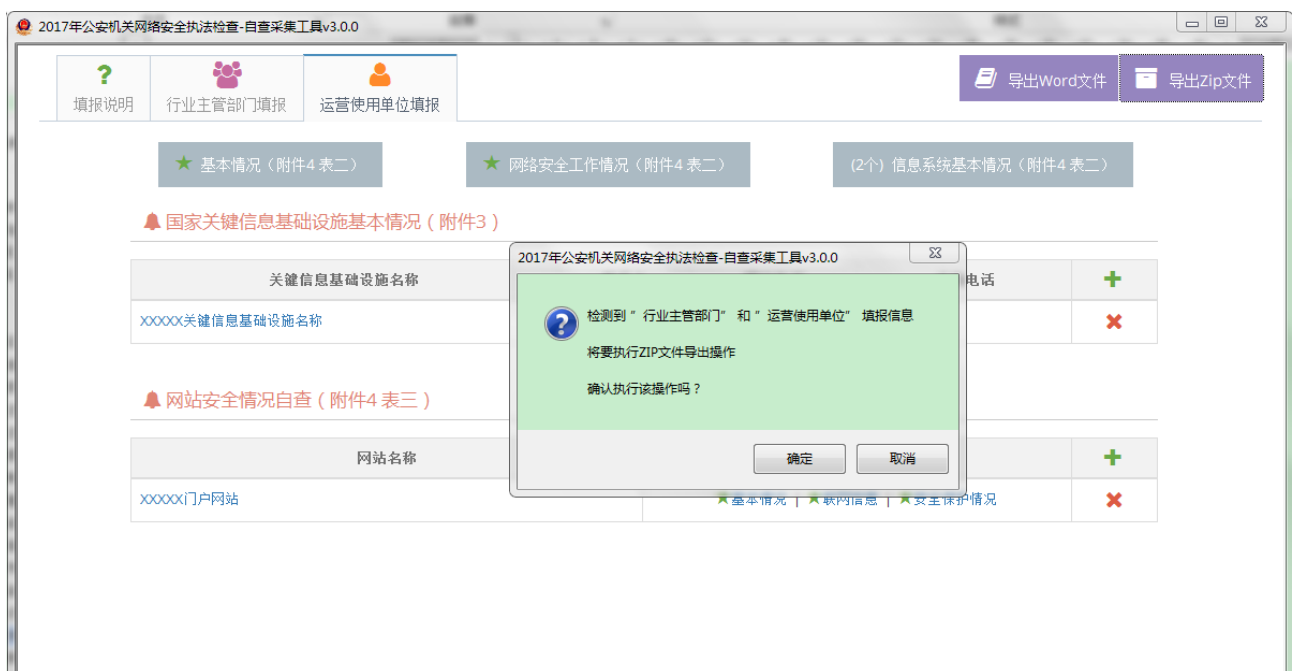 2017年公安机关网络安全执法检查-自查采集工具v3.0.0
填报说明
行业主管部门填报
运营使用单位填报
导出Word文件
导出Zip文件
★ 基本情况（附件4 表二）
★ 网络安全工作情况（附件4 表二）
(2个) 信息系统基本情况（附件4 表二）
国家关键信息基础设施基本情况（附件3）
关键信息基础设施名称
电话
XXXXX关键信息基础设施名称
2017年公安机关网络安全执法检查-自查采集工具v3.0.0
检测到 " 行业主管部门" 和 " 运营使用单位" 填报信息
将要执行ZIP文件导出操作
确认执行该操作吗？
确定
取消
网站安全情况自查（附件4 表三）
网站名称
XXXXX门户网站
★基本情况 | ★联网信息 | ★安全保护情况